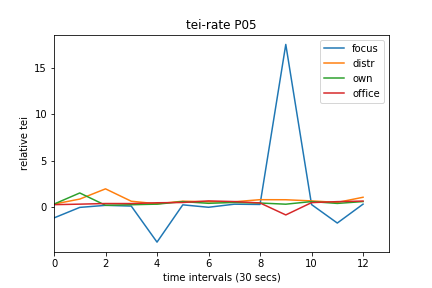 tei-rate P05
relative tei
15
10
5
0
focus
distr
own
office
0 2 4 6 8 10 12
time intervals (30 secs)